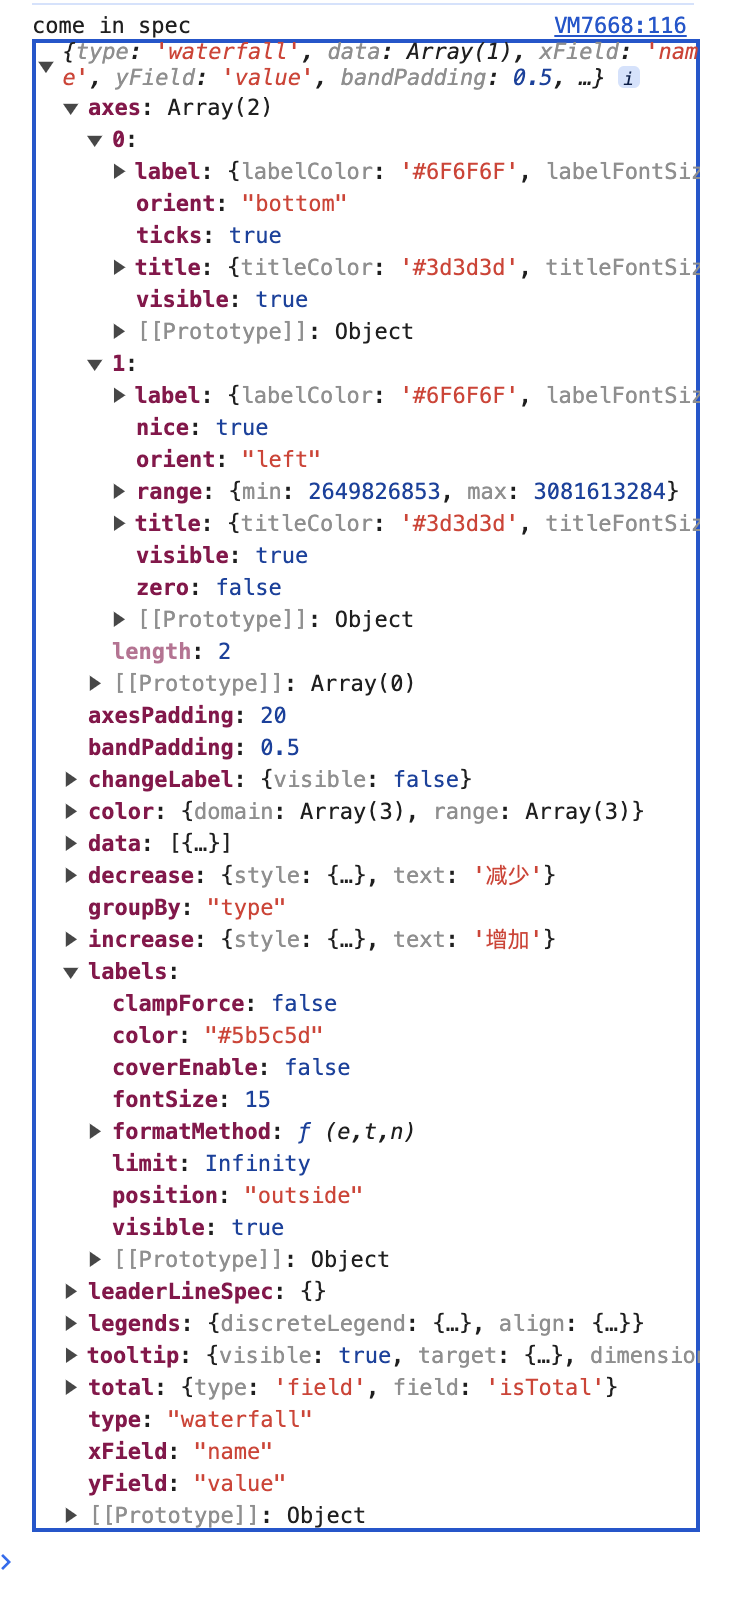 come in spec VM7668:116
{type: 'waterfall', data: Array(1), xField: 'nam
e', yField: 'value', bandPadding: 0.5, …} i
axes: Array(2)
0:
label: {labelColor: '#6F6F6F', labelFontSiz
orient: "bottom"
ticks: true
title: {titleColor: '#3d3d3d', titleFontSiz
visible: true
[[Prototype]]: Object
1:
label: {labelColor: '#6F6F6F', labelFontSiz
nice: true
orient: "left"
range: {min: 2649826853, max: 3081613284}
title: {titleColor: '#3d3d3d', titleFontSiz
visible: true
zero: false
[[Prototype]]: Object
length: 2
[[Prototype]]: Array(0)
axesPadding: 20
bandPadding: 0.5
changeLabel: {visible: false}
color: {domain: Array(3), range: Array(3)}
data: [{…}]
decrease: {style: {…}, text: '减少'}
groupBy: "type"
increase: {style: {…}, text: '增加'}
labels:
clampForce: false
color: "#5b5c5d"
coverEnable: false
fontSize: 15
formatMethod: ƒ (e,t,n)
limit: Infinity
position: "outside"
visible: true
[[Prototype]]: Object
leaderLineSpec: {}
legends: {discreteLegend: {…}, align: {…}}
tooltip: {visible: true, target: {…}, dimensio
total: {type: 'field', field: 'isTotal'}
type: "waterfall"
xField: "name"
yField: "value"
[[Prototype]]: Object